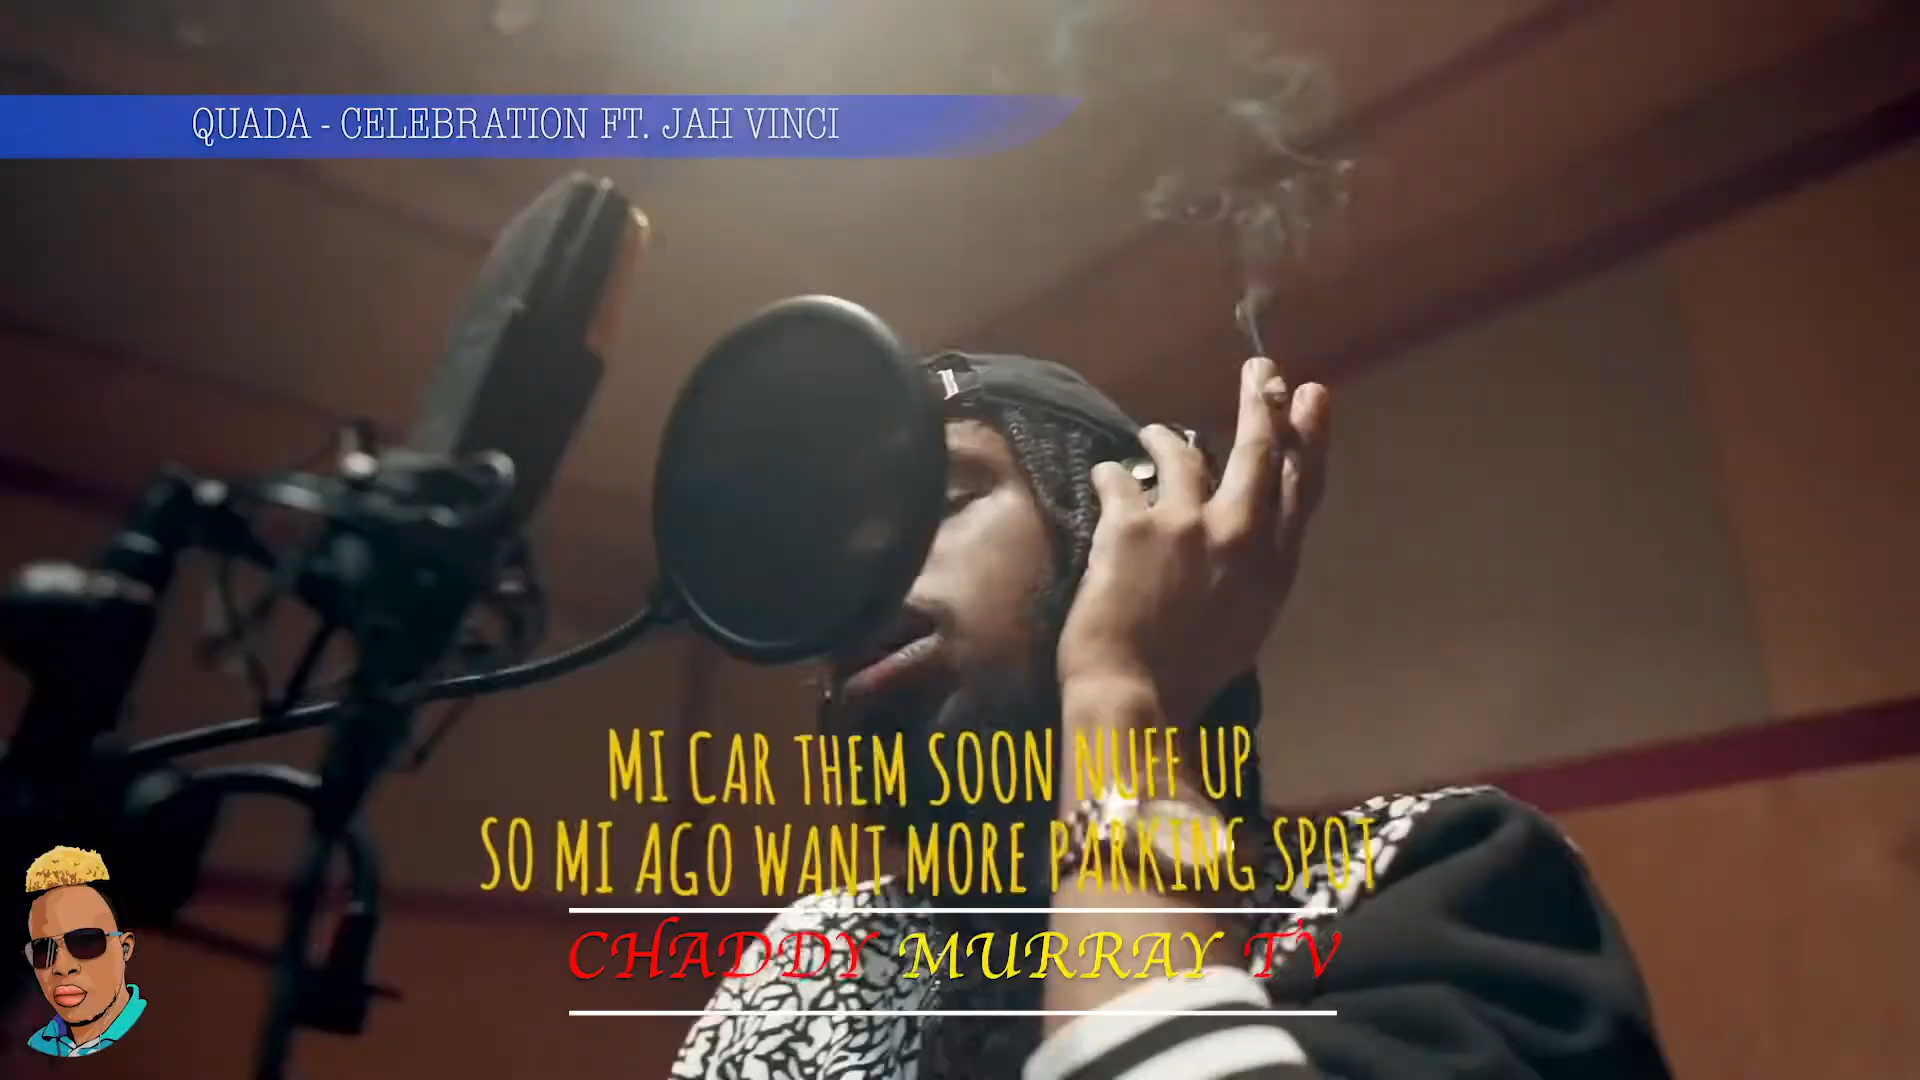 QUADA - CELEBRATION FT. JAH VINCI
MI CAR THEM SOON NUFF UP
SO MI AGO WANT MORE PARKING SPOT
CHADDY MURRAY TV